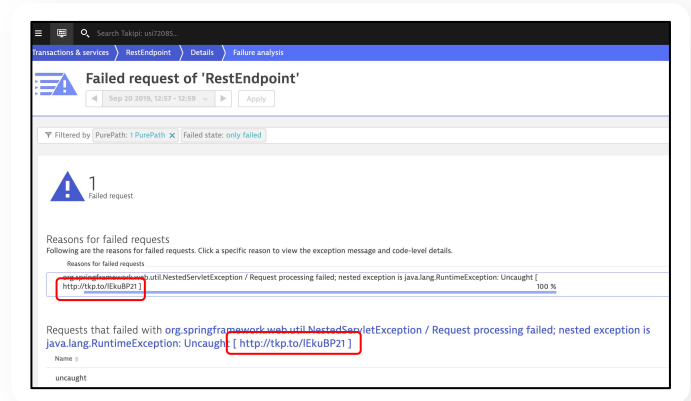 Search Takipi: usi72085...
Transactions & services
RestEndpoint
Details
Failure analysis
Failed request of 'RestEndpoint'
Sep 20 2019, 12:57 - 12:59
Apply
Filtered by
PurePath: 1 PurePath
Failed state: only failed
1
Failed request
Reasons for failed requests
Following are the reasons for failed requests. Click a specific reason to view the exception message and code-level details.
Reasons for failed requests
org.springframework.web.util.NestedServletException / Request processing failed; nested exception is java.lang.RuntimeException: Uncaught [
http://tkp.to/lEkuBP21 ]
100 %
Requests that failed with org.springframework.web.util.NestedServletException / Request processing failed; nested exception is
java.lang.RuntimeException: Uncaught [ http://tkp.to/lEkuBP21 ]
Name
uncaught